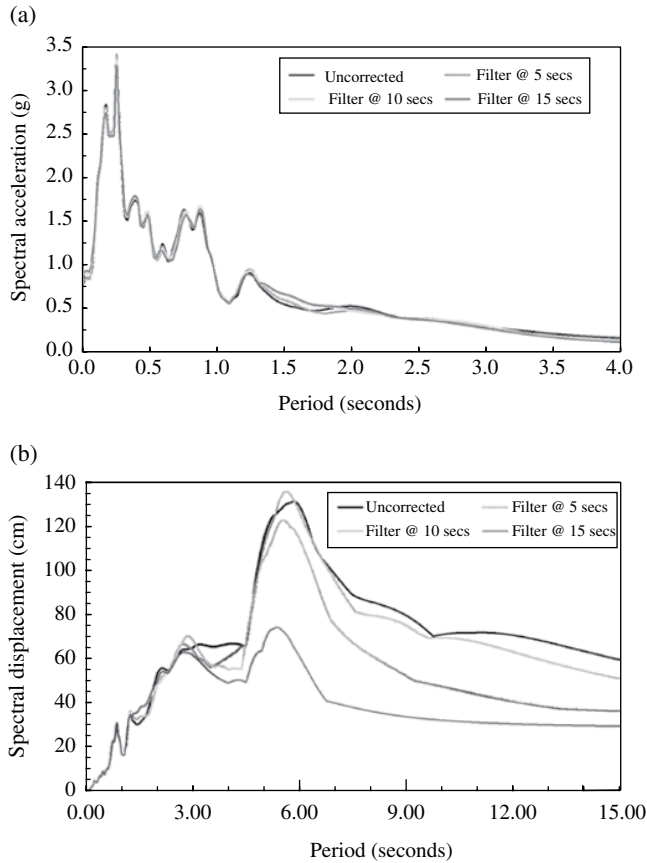 (a)
3.5
3.0
2.5
2.0
1.5
1.0
0.5
0.0
Spectral acceleration (g)
Uncorrected
Filter @ 5 secs
Filter @ 10 secs
Filter @ 15 secs
0.0 0.5 1.0 1.5 2.0 2.5 3.0 3.5 4.0
Period (seconds)
(b)
140
120
100
80
60
40
20
0
Spectral displacement (cm)
Uncorrected
Filter @ 5 secs
Filter @ 10 secs
Filter @ 15 secs
0.00 3.00 6.00 9.00 12.00 15.00
Period (seconds)